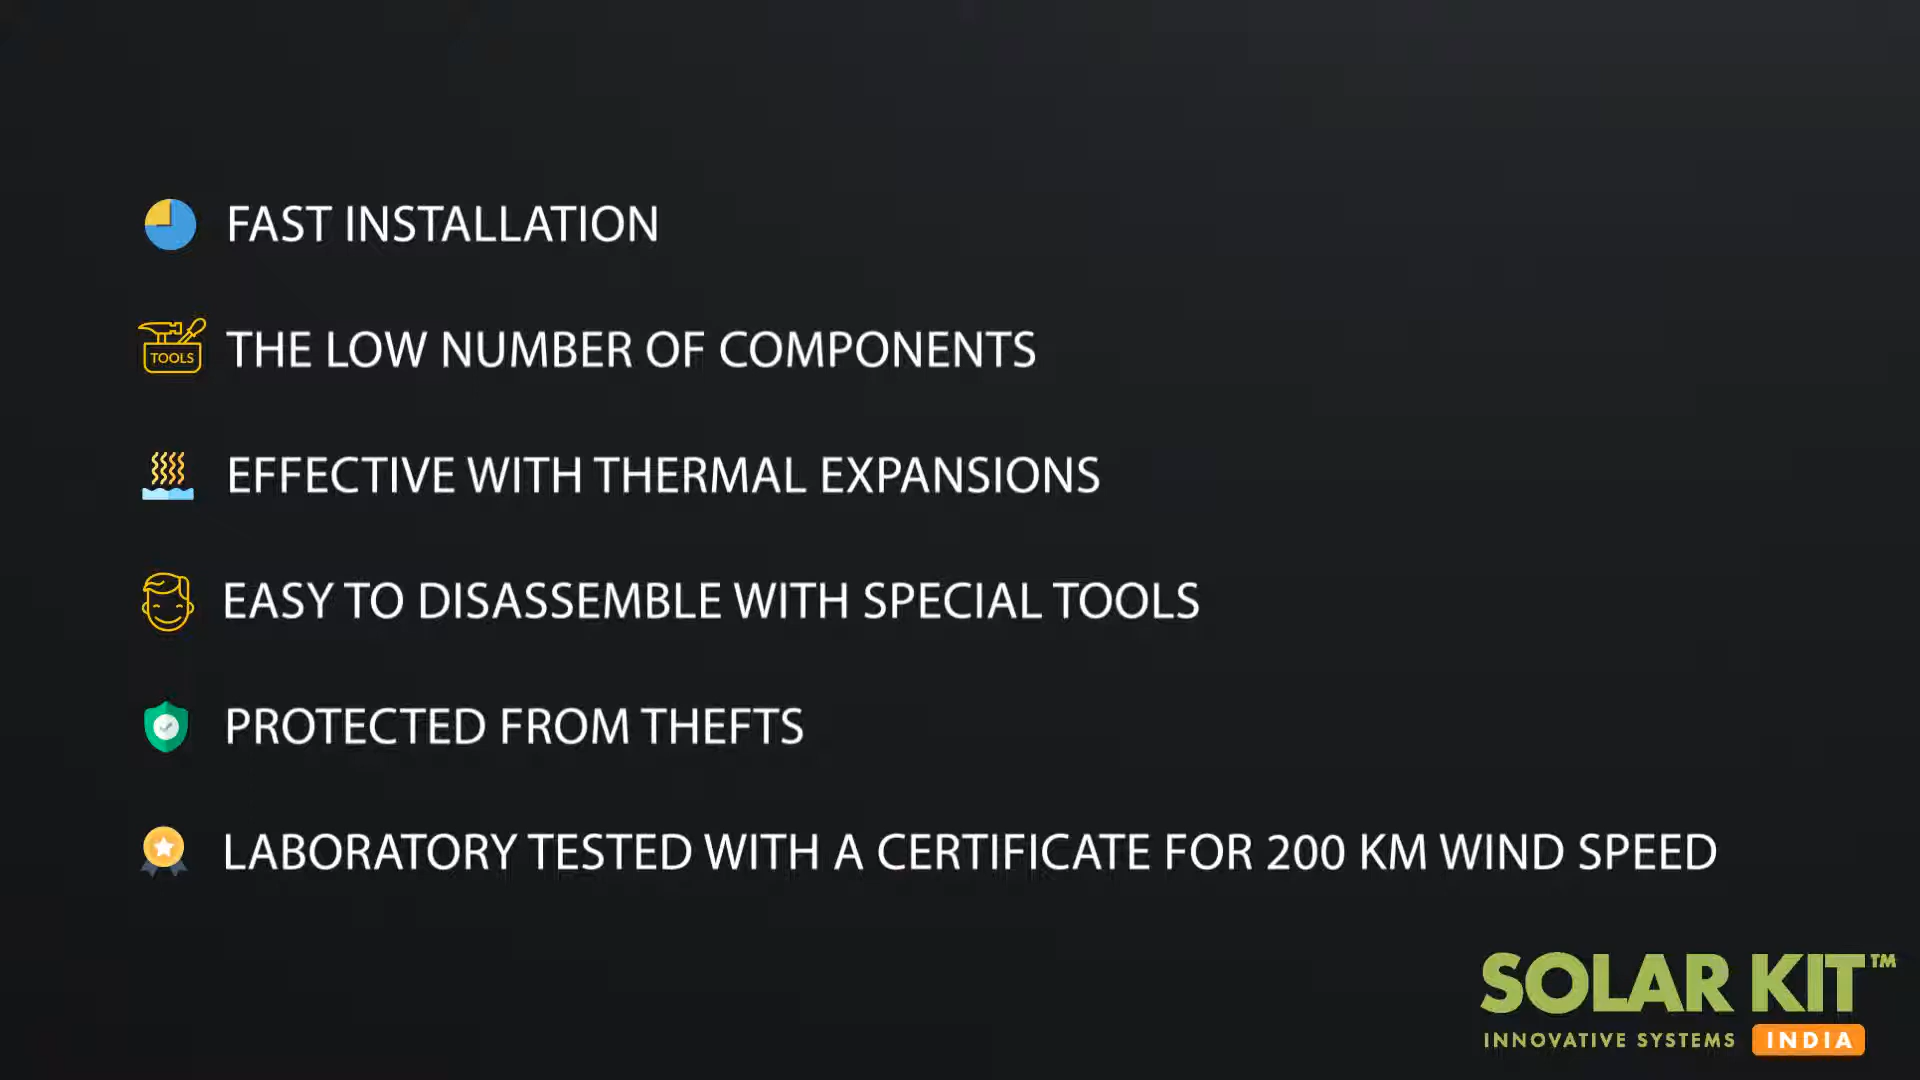 FAST INSTALLATION
TOOLS
THE LOW NUMBER OF COMPONENTS
EFFECTIVE WITH THERMAL EXPANSIONS
EASY TO DISASSEMBLE WITH SPECIAL TOOLS
PROTECTED FROM THEFTS
LABORATORY TESTED WITH A CERTIFICATE FOR 200 KM WIND SPEED
SOLAR KIT™
INNOVATIVE SYSTEMS INDIA